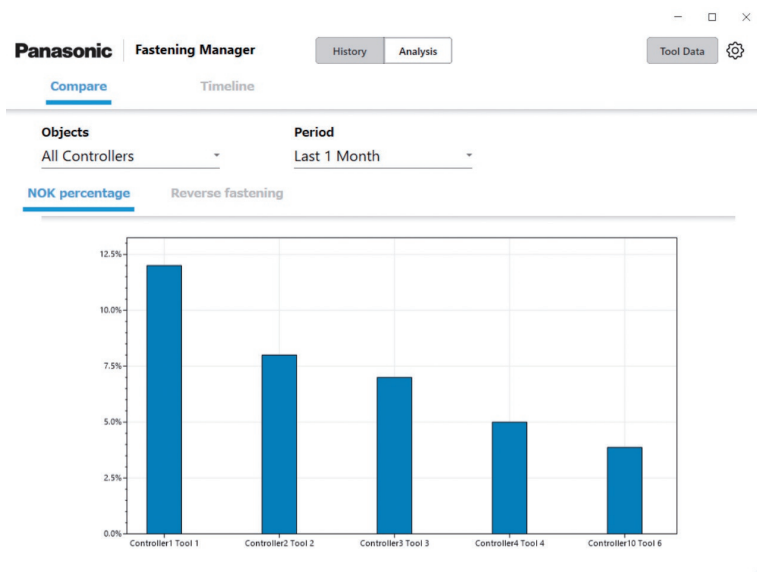 Panasonic Fastening Manager History Analysis Tool Data
Compare Timeline
Objects Period
All Controllers Last 1 Month
NOK percentage Reverse fastening
12.5%
10.0%
7.5%
5.0%
2.5%
0.0%
Controller1 Tool 1 Controller2 Tool 2 Controller3 Tool 3 Controller4 Tool 4 Controller10 Tool 6